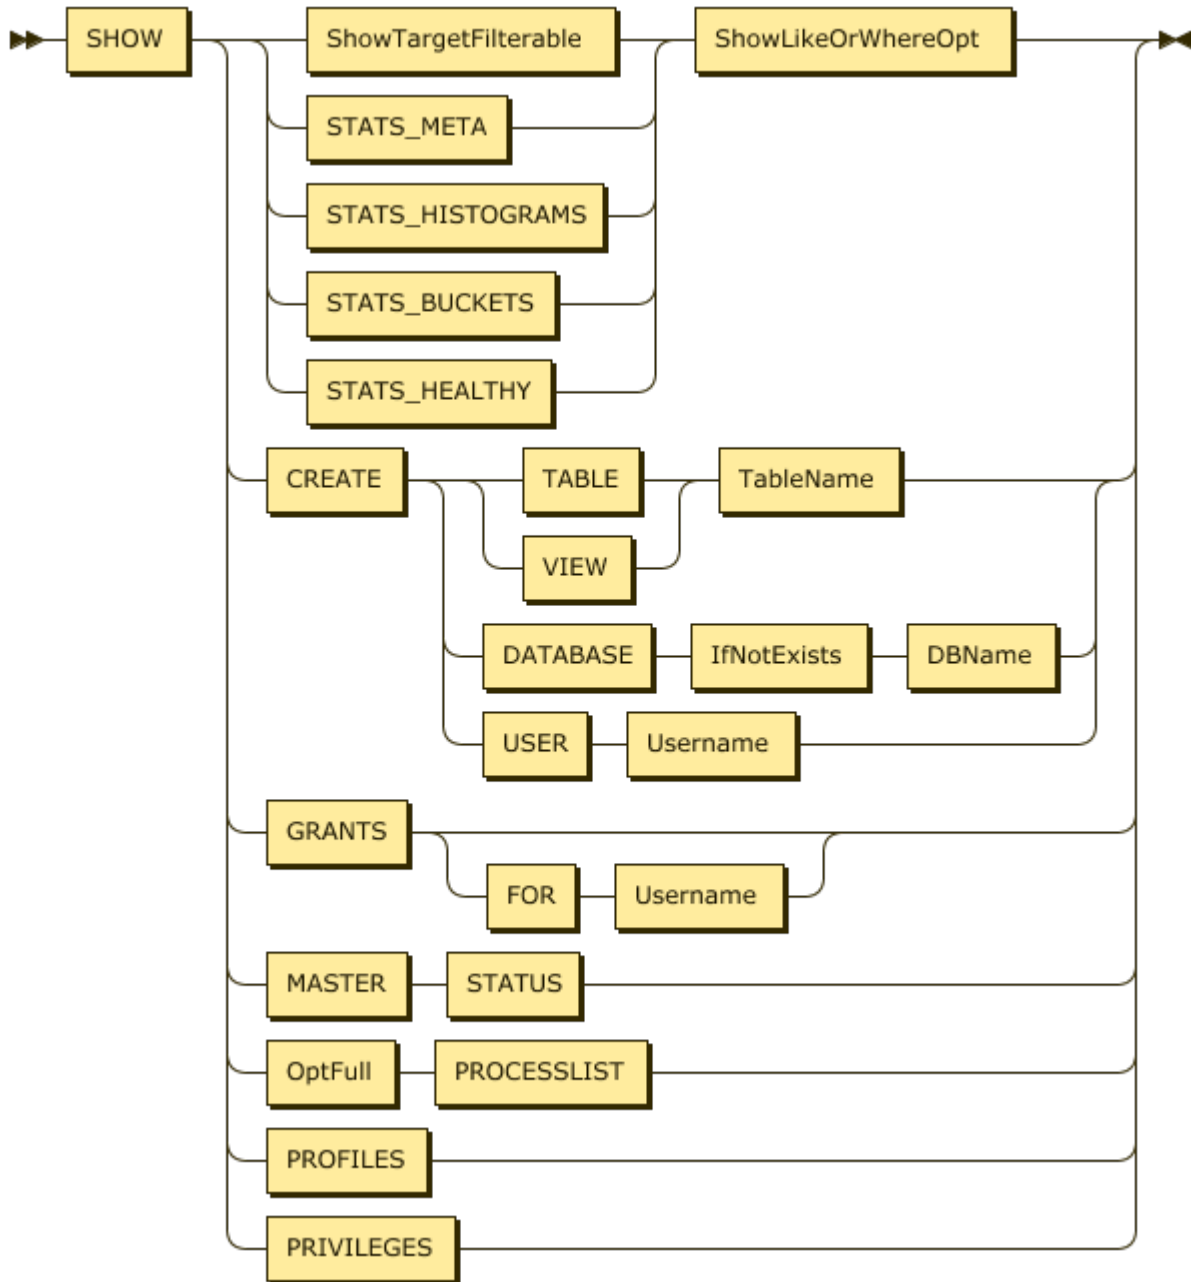 SHOW ShowTargetFilterable ShowLikeOrWhereOpt
STATS_META
STATS_HISTOGRAMS
STATS_BUCKETS
STATS_HEALTHY
CREATE TABLE TableName
VIEW
DATABASE IfNotExists DBName
USER Username
GRANTS
FOR Username
MASTER STATUS
OptFull PROCESSLIST
PROFILES
PRIVILEGES